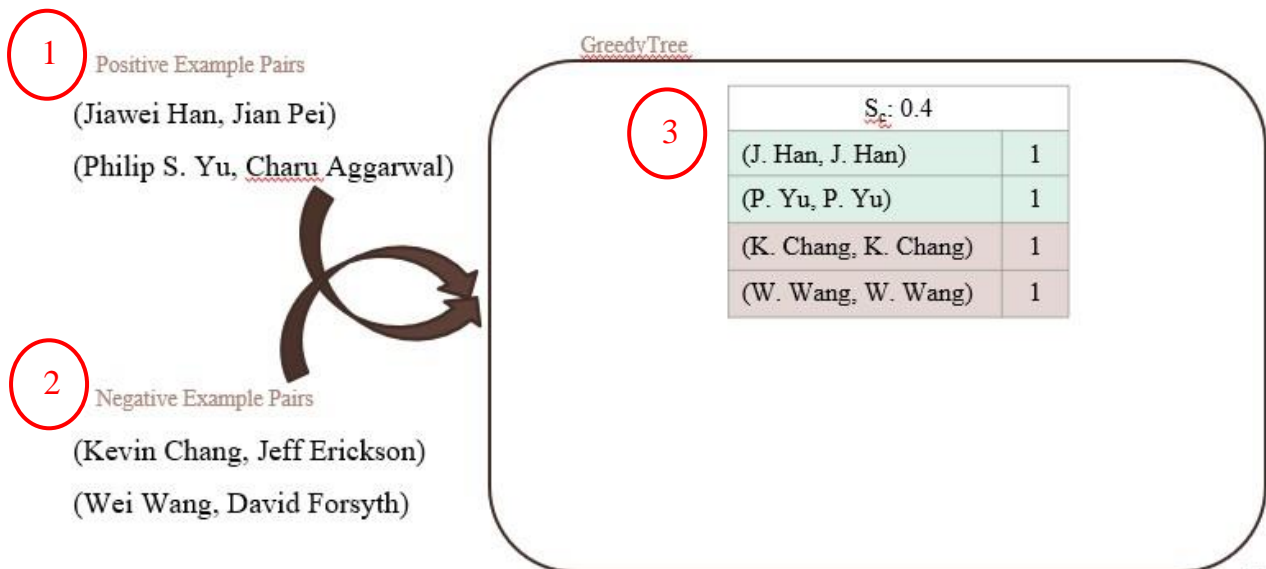 1
Positive Example Pairs
(Jiawei Han, Jian Pei)
(Philip S. Yu, Charu Aggarwal)
2
Negative Example Pairs
(Kevin Chang, Jeff Erickson)
(Wei Wang, David Forsyth)
GreedyTree
3
Sc: 0.4
(J. Han, J. Han) 1
(P. Yu, P. Yu) 1
(K. Chang, K. Chang) 1
(W. Wang, W. Wang) 1